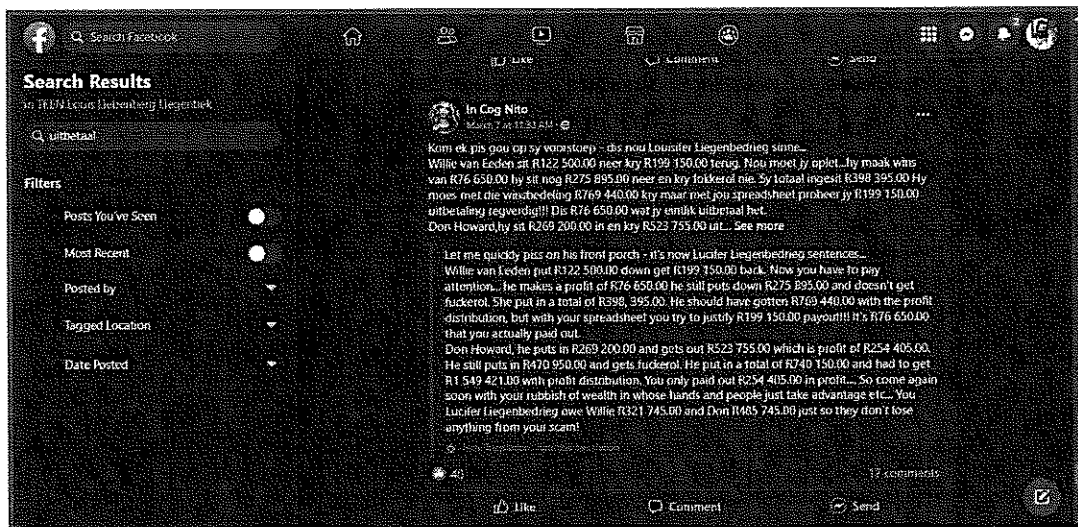 Search Facebook
2
Like
Comment
Send
Search Results
in TEEN Louis Liebenberg Liegentiek
uitbetaal
Filters
Posts You've Seen
Most Recent
Posted by
Tagged Location
Date Posted
In Cog Nito
March 7 at 11:33 AM
Kom ek pis gou op sy voorstoep - dis nou Lousifer Liegenbedrieg sinne...
Willie van Eeden sit R122 500.00 neer kry R199 150.00 terug. Nou moet jy oplet...hy maak wins
van R76 650.00 hy sit nog R275 895.00 neer en kry fokkerol nie. Sy totaal ingesit R398 395.00 Hy
moes met die winsbedeling R769 440.00 kry maar met jou spreadsheet probeer jy R199 150.00
uitbetaling regverdig!!! Dis R76 650.00 wat jy eintlik uitbetaal het.
Don Howard,hy sit R269 200.00 in en kry R523 755.00 uit... See more
Let me quickly piss on his front porch - it's now Lucifer Liegenbedrieg sentences...
Willie van Eeden put R122 500.00 down get R199 150.00 back. Now you have to pay
attention... he makes a profit of R76 650.00 he still puts down R275 895.00 and doesn't get
fuckerol. She put in a total of R398, 395.00. He should have gotten R769 440.00 with the profit
distribution, but with your spreadsheet you try to justify R199 150.00 payout!!! It's R76 650.00
that you actually paid out.
Don Howard, he puts in R269 200.00 and gets out R523 755.00 which is profit of R254 405.00.
He still puts in R470 950.00 and gets fuckerol. He put in a total of R740 150.00 and had to get
R1 549 421.00 with profit distribution. You only paid out R254 405.00 in profit.... So come again
soon with your rubbish of wealth in whose hands and people just take advantage etc... You
Lucifer Liegenbedrieg owe Willie R321 745.00 and Don R485 745.00 just so they don't lose
anything from your scam!
40
17 comments
Like
Comment
Send